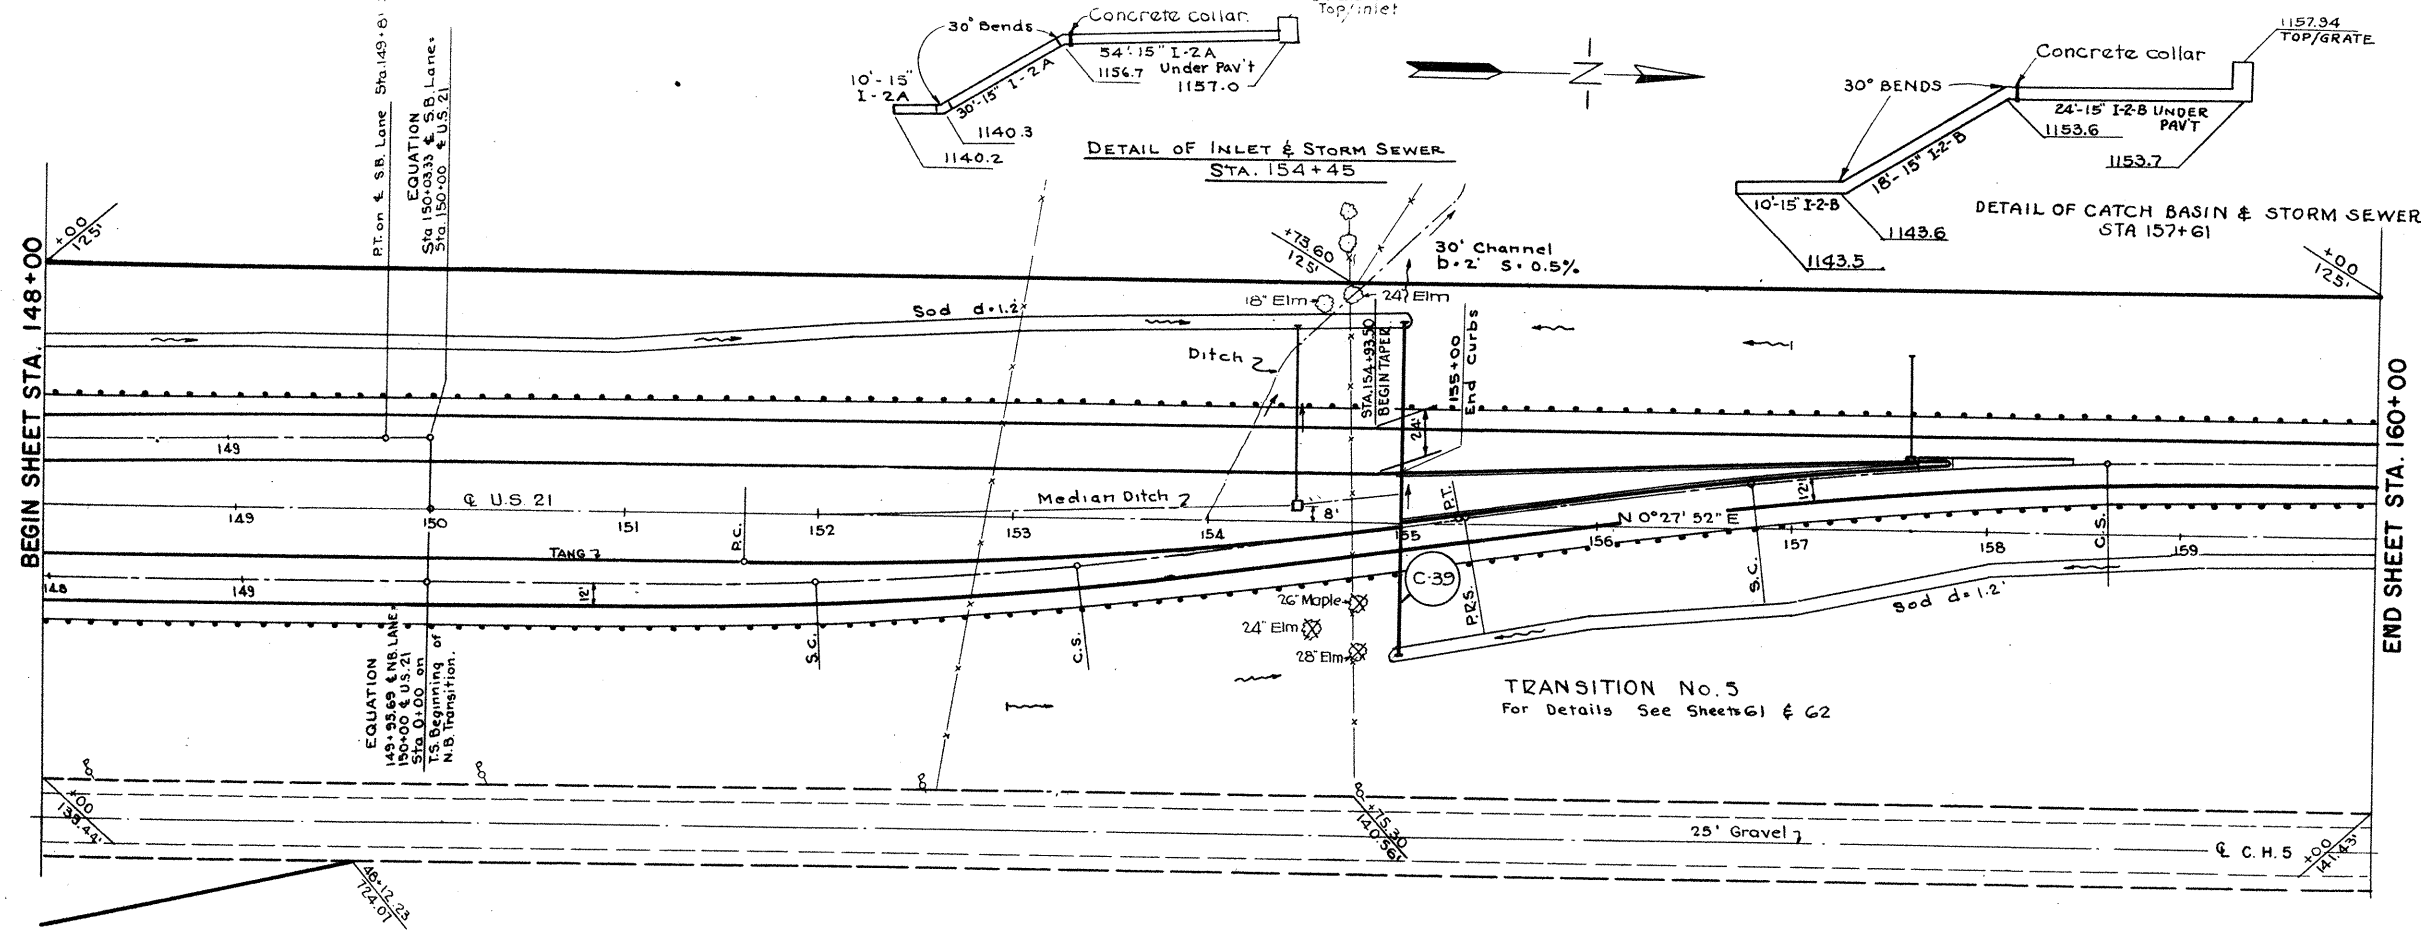 Top/inlet
30° Bends
Concrete collar
54'-15" I-2A
Under Pav't
1156.7
1157.0
10'-15"
I-2A
30'-15" I-2A
1140.3
1140.2
DETAIL OF INLET & STORM SEWER
STA. 154+45
N
1157.94
TOP/GRATE
Concrete collar
30° BENDS
24'-15" I-2-B UNDER
PAV'T
1153.6
1153.7
18'-15" I-2-B
10'-15" I-2-B
1143.6
1143.5
DETAIL OF CATCH BASIN & STORM SEWER
STA 157+61
P.T. on ℄ S.B. Lane Sta. 149+81
EQUATION
Sta 150+03.33 ℄ S.B. Lane=
Sta. 150+00 ℄ U.S. 21
BEGIN SHEET STA. 148+00
+00
125'
+73.60
125'
30' Channel
b=2' S=0.5%
+00
125'
18" Elm
24" Elm
Sod d=1.2'
Ditch
STA. 154+93.50
BEGIN TAPER
155+00
End Curbs
24'
149
℄ U.S. 21
Median Ditch
8'
P.T.
12'
N 0°27'52" E
149 150 151 152 153 154 155 156 157 158 159
P.C.
TANG
C.S.
S.C.
148 149
12'
C-39
26" Maple
24" Elm
28" Elm
P.R.S.
Sod d=1.2'
S.C.
C.S.
END SHEET STA. 160+00
EQUATION
149+95.69 ℄ N.B. LANE=
150+00 ℄ U.S. 21
Sta 0+00 on
T.S. Beginning of
N.B. Transition.
TRANSITION No. 5
For Details See Sheets 61 & 62
+00
+75.30
140.56'
25' Gravel
℄ C.H. 5
+00
141.43'
48+12.23
724.07